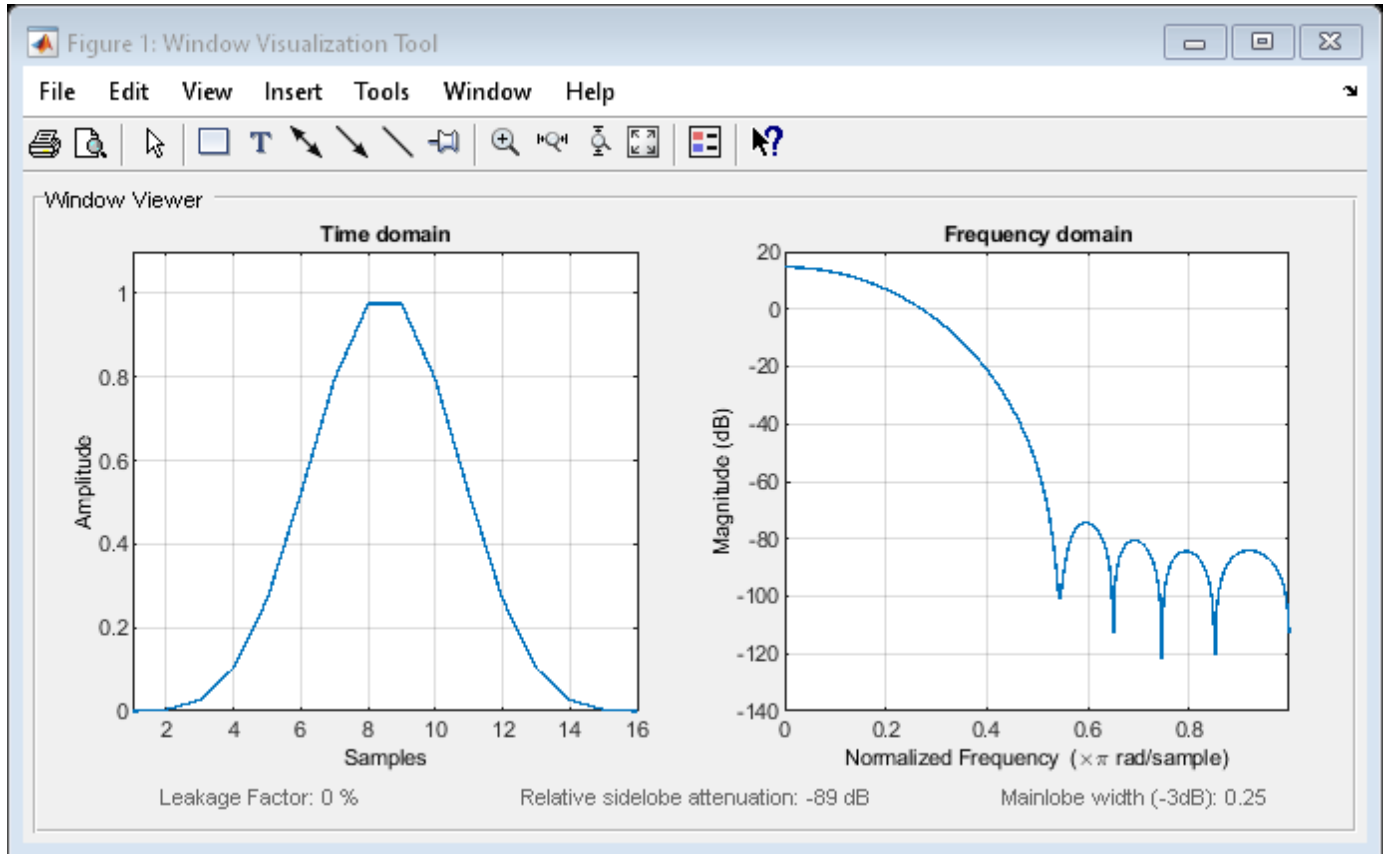 Figure 1: Window Visualization Tool
File Edit View Insert Tools Window Help
T
?
Window Viewer
Time domain
1
0.8
0.6
0.4
0.2
0
Amplitude
2 4 6 8 10 12 14 16
Samples
Frequency domain
20
0
-20
-40
-60
-80
-100
-120
-140
Magnitude (dB)
0 0.2 0.4 0.6 0.8
Normalized Frequency (×π rad/sample)
Leakage Factor: 0 %
Relative sidelobe attenuation: -89 dB
Mainlobe width (-3dB): 0.25